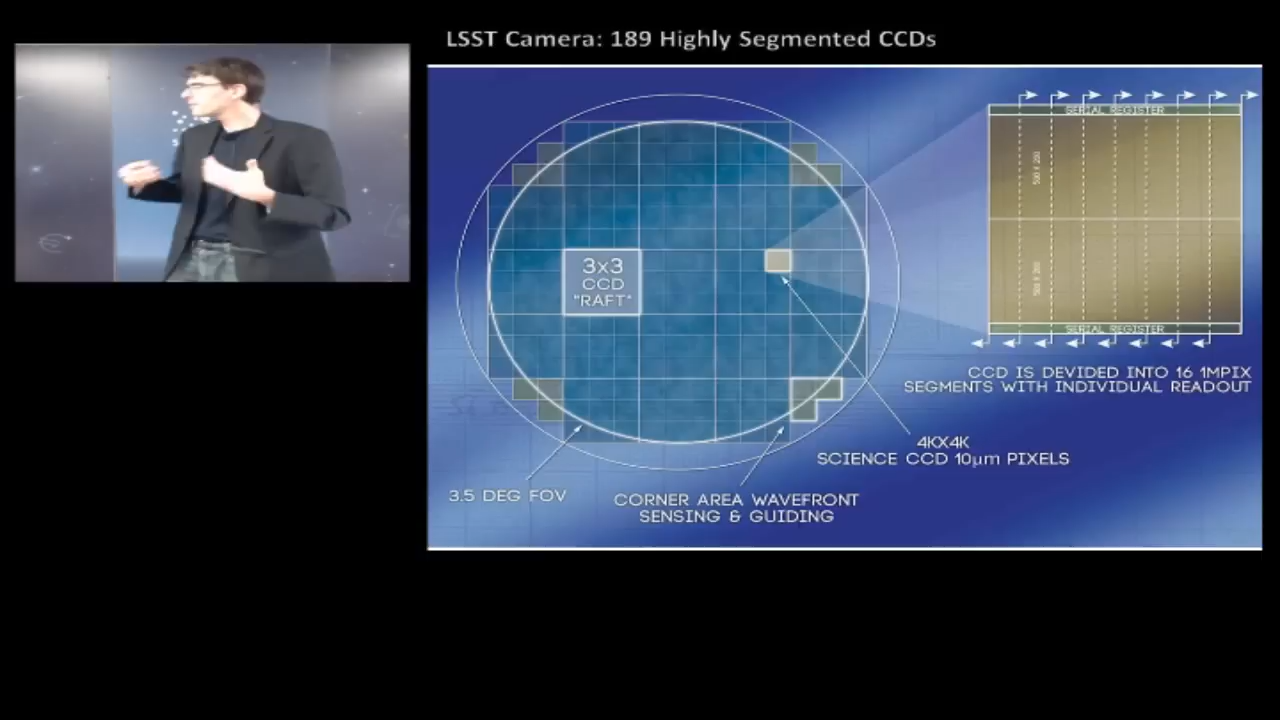 LSST Camera: 189 Highly Segmented CCDs
SERIAL REGISTER
3x3
CCD
"RAFT"
SERIAL REGISTER
CCD IS DEVIDED INTO 16 1MPIX
SEGMENTS WITH INDIVIDUAL READOUT
4KX4K
SCIENCE CCD 10µm PIXELS
3.5 DEG FOV
CORNER AREA WAVEFRONT
SENSING & GUIDING